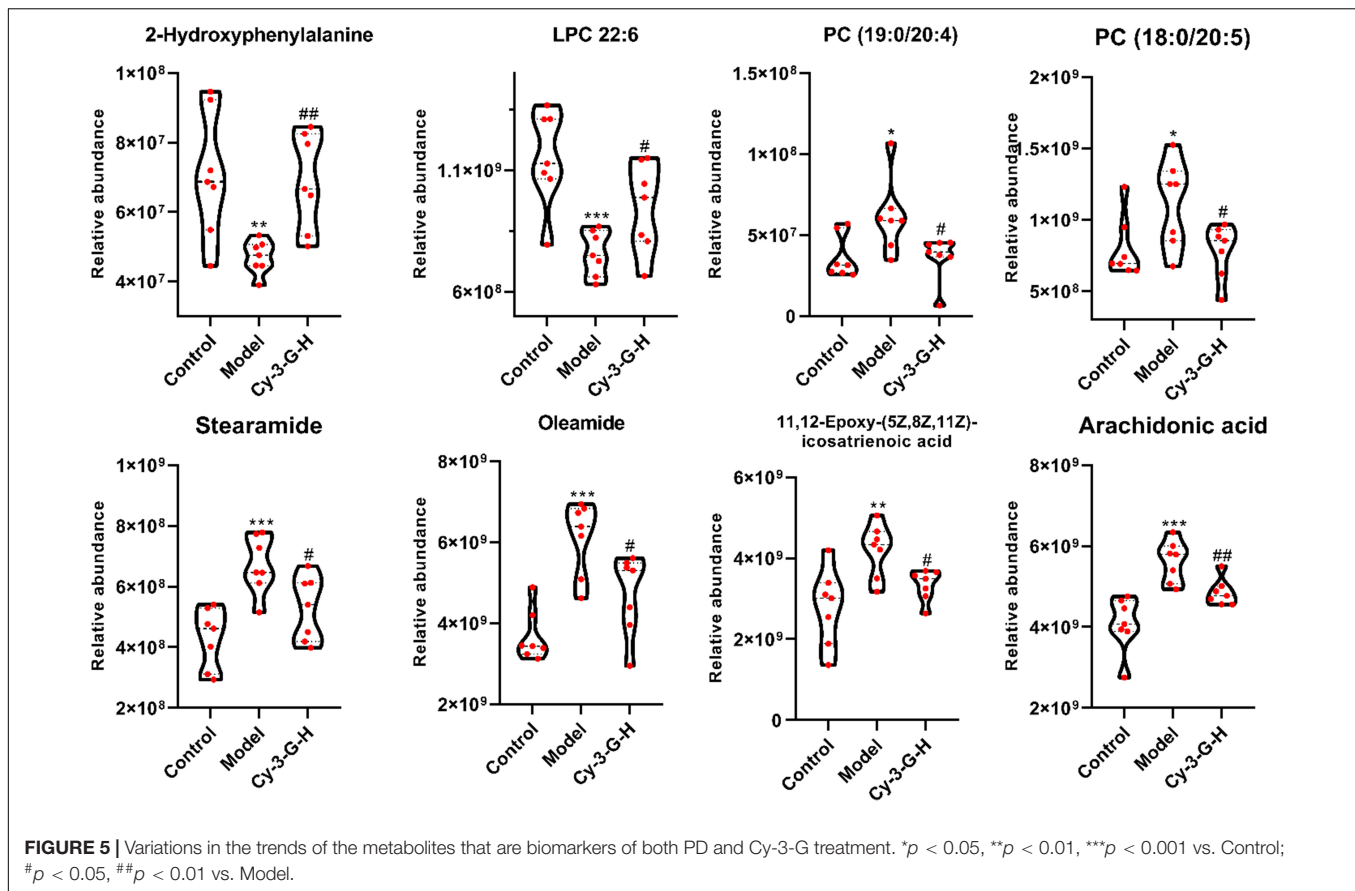 2-Hydroxyphenylalanine
LPC 22:6
PC (19:0/20:4)
PC (18:0/20:5)
Relative abundance
1×10⁸
8×10⁷
6×10⁷
4×10⁷
**
##
Control
Model
Cy-3-G-H
Relative abundance
1.1×10⁹
6×10⁸
***
#
Control
Model
Cy-3-G-H
Relative abundance
1.5×10⁸
1×10⁸
5×10⁷
0
*
#
Control
Model
Cy-3-G-H
Relative abundance
2×10⁹
1.5×10⁹
1×10⁹
5×10⁸
*
#
Control
Model
Cy-3-G-H
Stearamide
Oleamide
11,12-Epoxy-(5Z,8Z,11Z)-
icosatrienoic acid
Arachidonic acid
Relative abundance
1×10⁹
8×10⁸
6×10⁸
4×10⁸
2×10⁸
***
#
Control
Model
Cy-3-G-H
Relative abundance
8×10⁹
6×10⁹
4×10⁹
2×10⁹
***
#
Control
Model
Cy-3-G-H
Relative abundance
6×10⁹
4×10⁹
2×10⁹
0
**
#
Control
Model
Cy-3-G-H
Relative abundance
8×10⁹
6×10⁹
4×10⁹
2×10⁹
***
##
Control
Model
Cy-3-G-H
FIGURE 5 | Variations in the trends of the metabolites that are biomarkers of both PD and Cy-3-G treatment. *p < 0.05, **p < 0.01, ***p < 0.001 vs. Control;
#p < 0.05, ##p < 0.01 vs. Model.